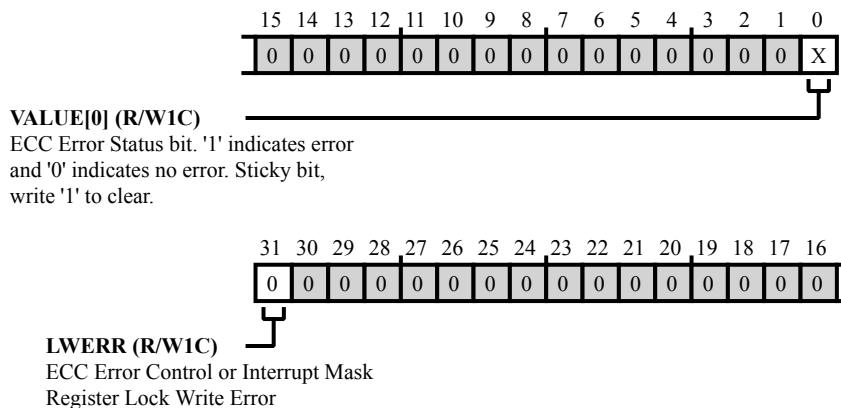 15 14 13 12 11 10 9 8 7 6 5 4 3 2 1 0
0 0 0 0 0 0 0 0 0 0 0 0 0 0 0 X
VALUE[0] (R/W1C)
ECC Error Status bit. '1' indicates error
and '0' indicates no error. Sticky bit,
write '1' to clear.
31 30 29 28 27 26 25 24 23 22 21 20 19 18 17 16
0 0 0 0 0 0 0 0 0 0 0 0 0 0 0 0
LWERR (R/W1C)
ECC Error Control or Interrupt Mask
Register Lock Write Error